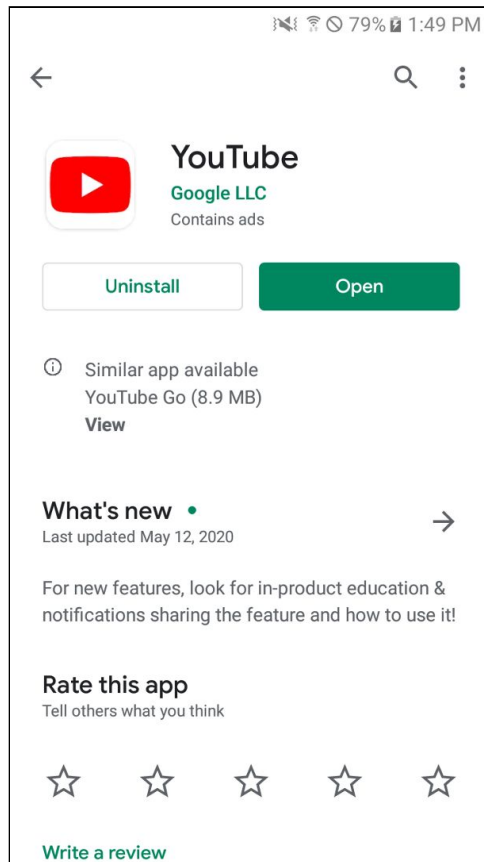 79% 1:49 PM
YouTube
Google LLC
Contains ads
Uninstall
Open
Similar app available
YouTube Go (8.9 MB)
View
What's new
Last updated May 12, 2020
For new features, look for in-product education &
notifications sharing the feature and how to use it!
Rate this app
Tell others what you think
Write a review